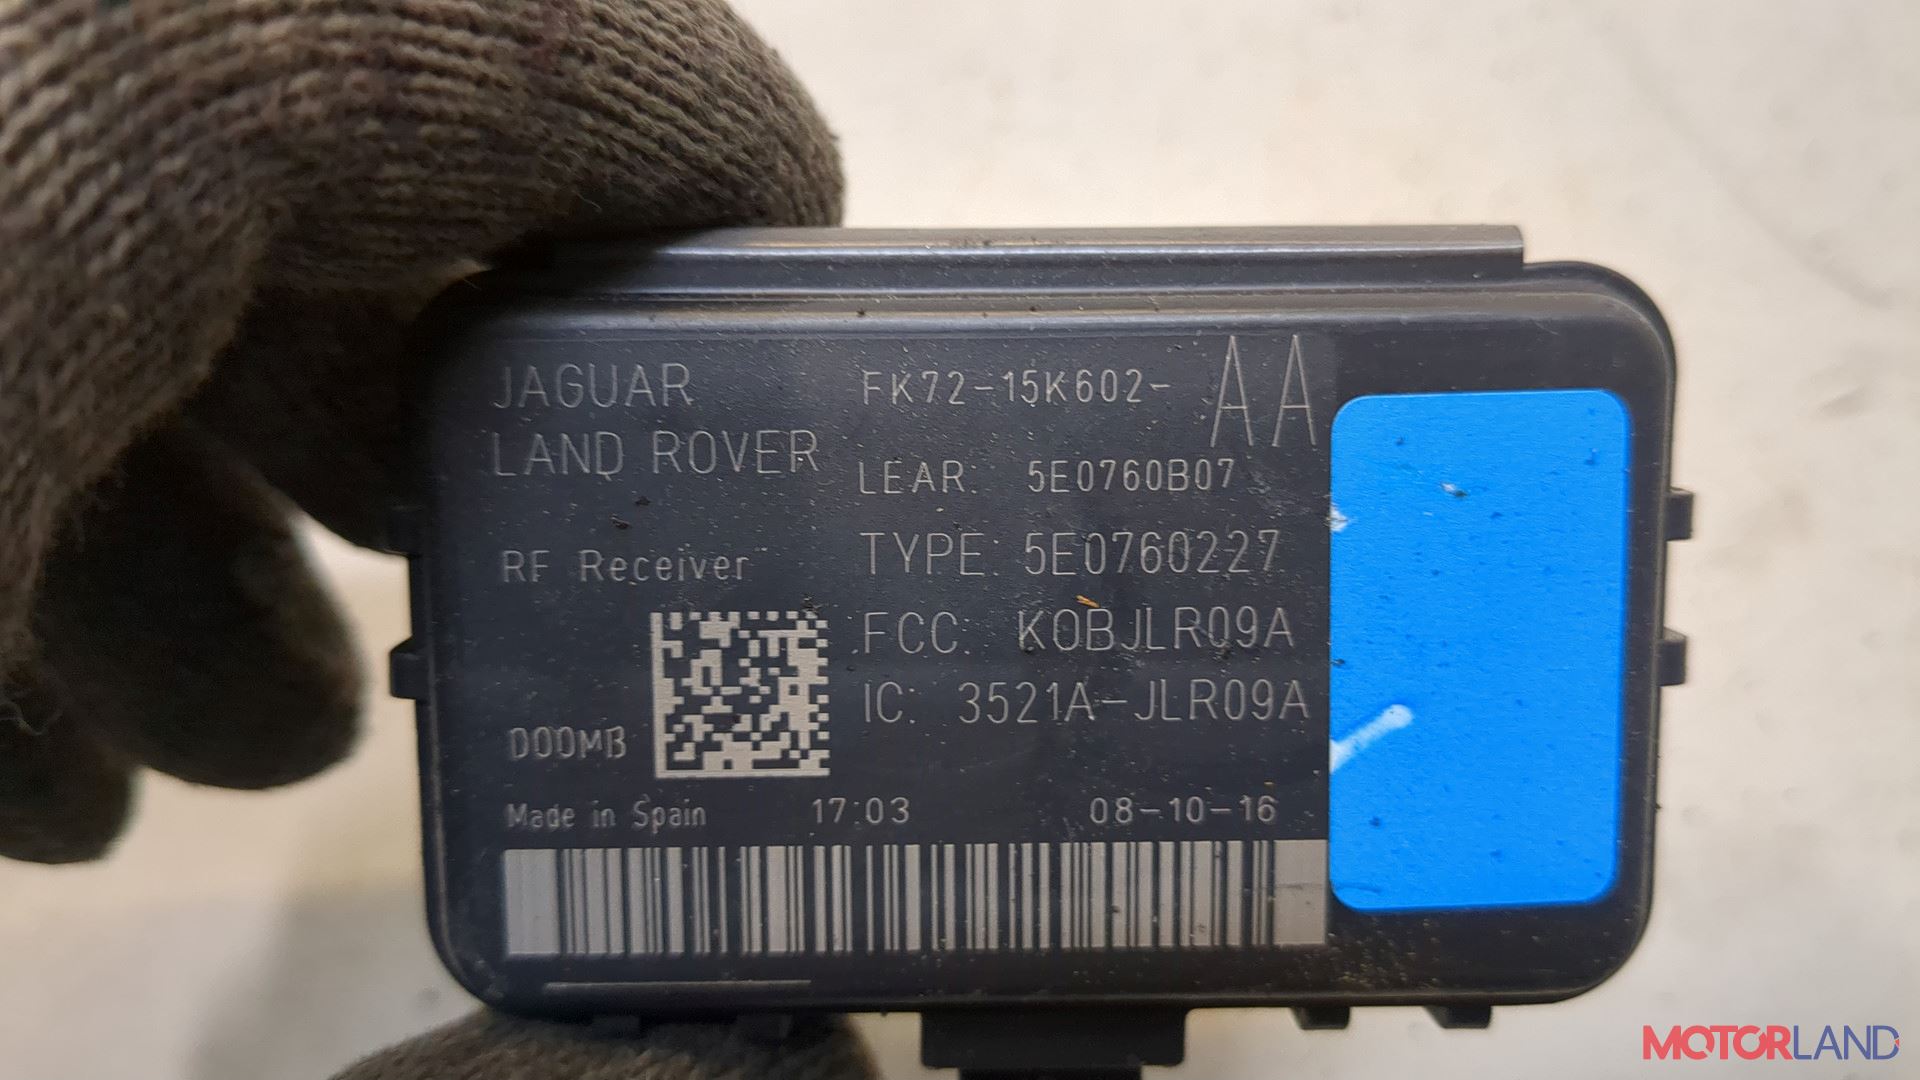 JAGUAR
LAND ROVER
FK72-15K602-AA
LEAR: 5E0760B07
RF Receiver
TYPE: 5E0760227
FCC: KOBJLR09A
IC: 3521A-JLR09A
D00MB
Made in Spain 17:03 08-10-16
MOTORLAND